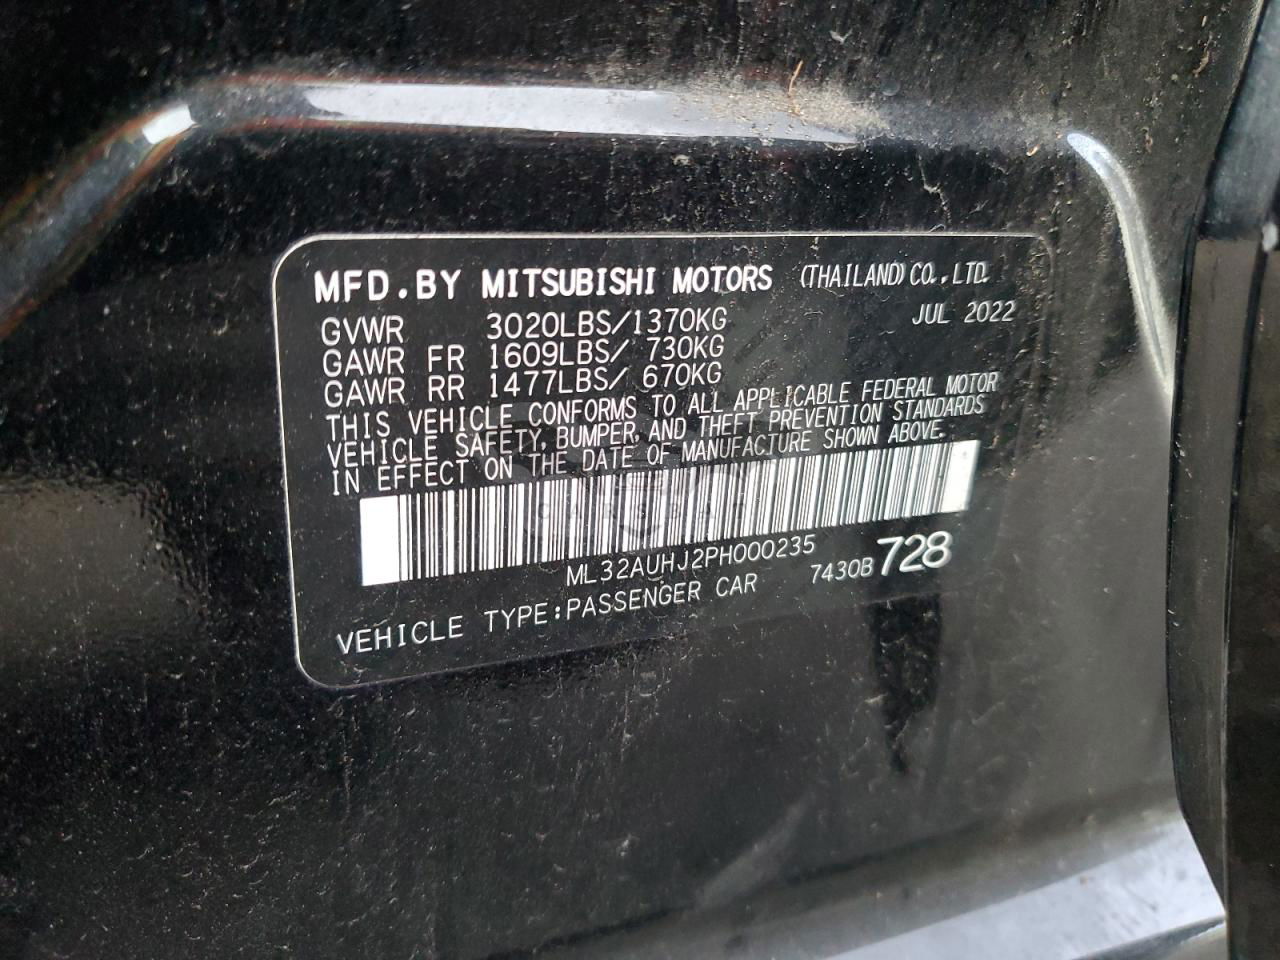 MFD.BY MITSUBISHI MOTORS (THAILAND) CO.,LTD.
JUL 2022
GVWR 3020LBS/1370KG
GAWR FR 1609LBS/ 730KG
GAWR RR 1477LBS/ 670KG
THIS VEHICLE CONFORMS TO ALL APPLICABLE FEDERAL MOTOR
VEHICLE SAFETY, BUMPER, AND THEFT PREVENTION STANDARDS
IN EFFECT ON THE DATE OF MANUFACTURE SHOWN ABOVE.
ML32AUHJ2PH000235
7430B 728
VEHICLE TYPE:PASSENGER CAR